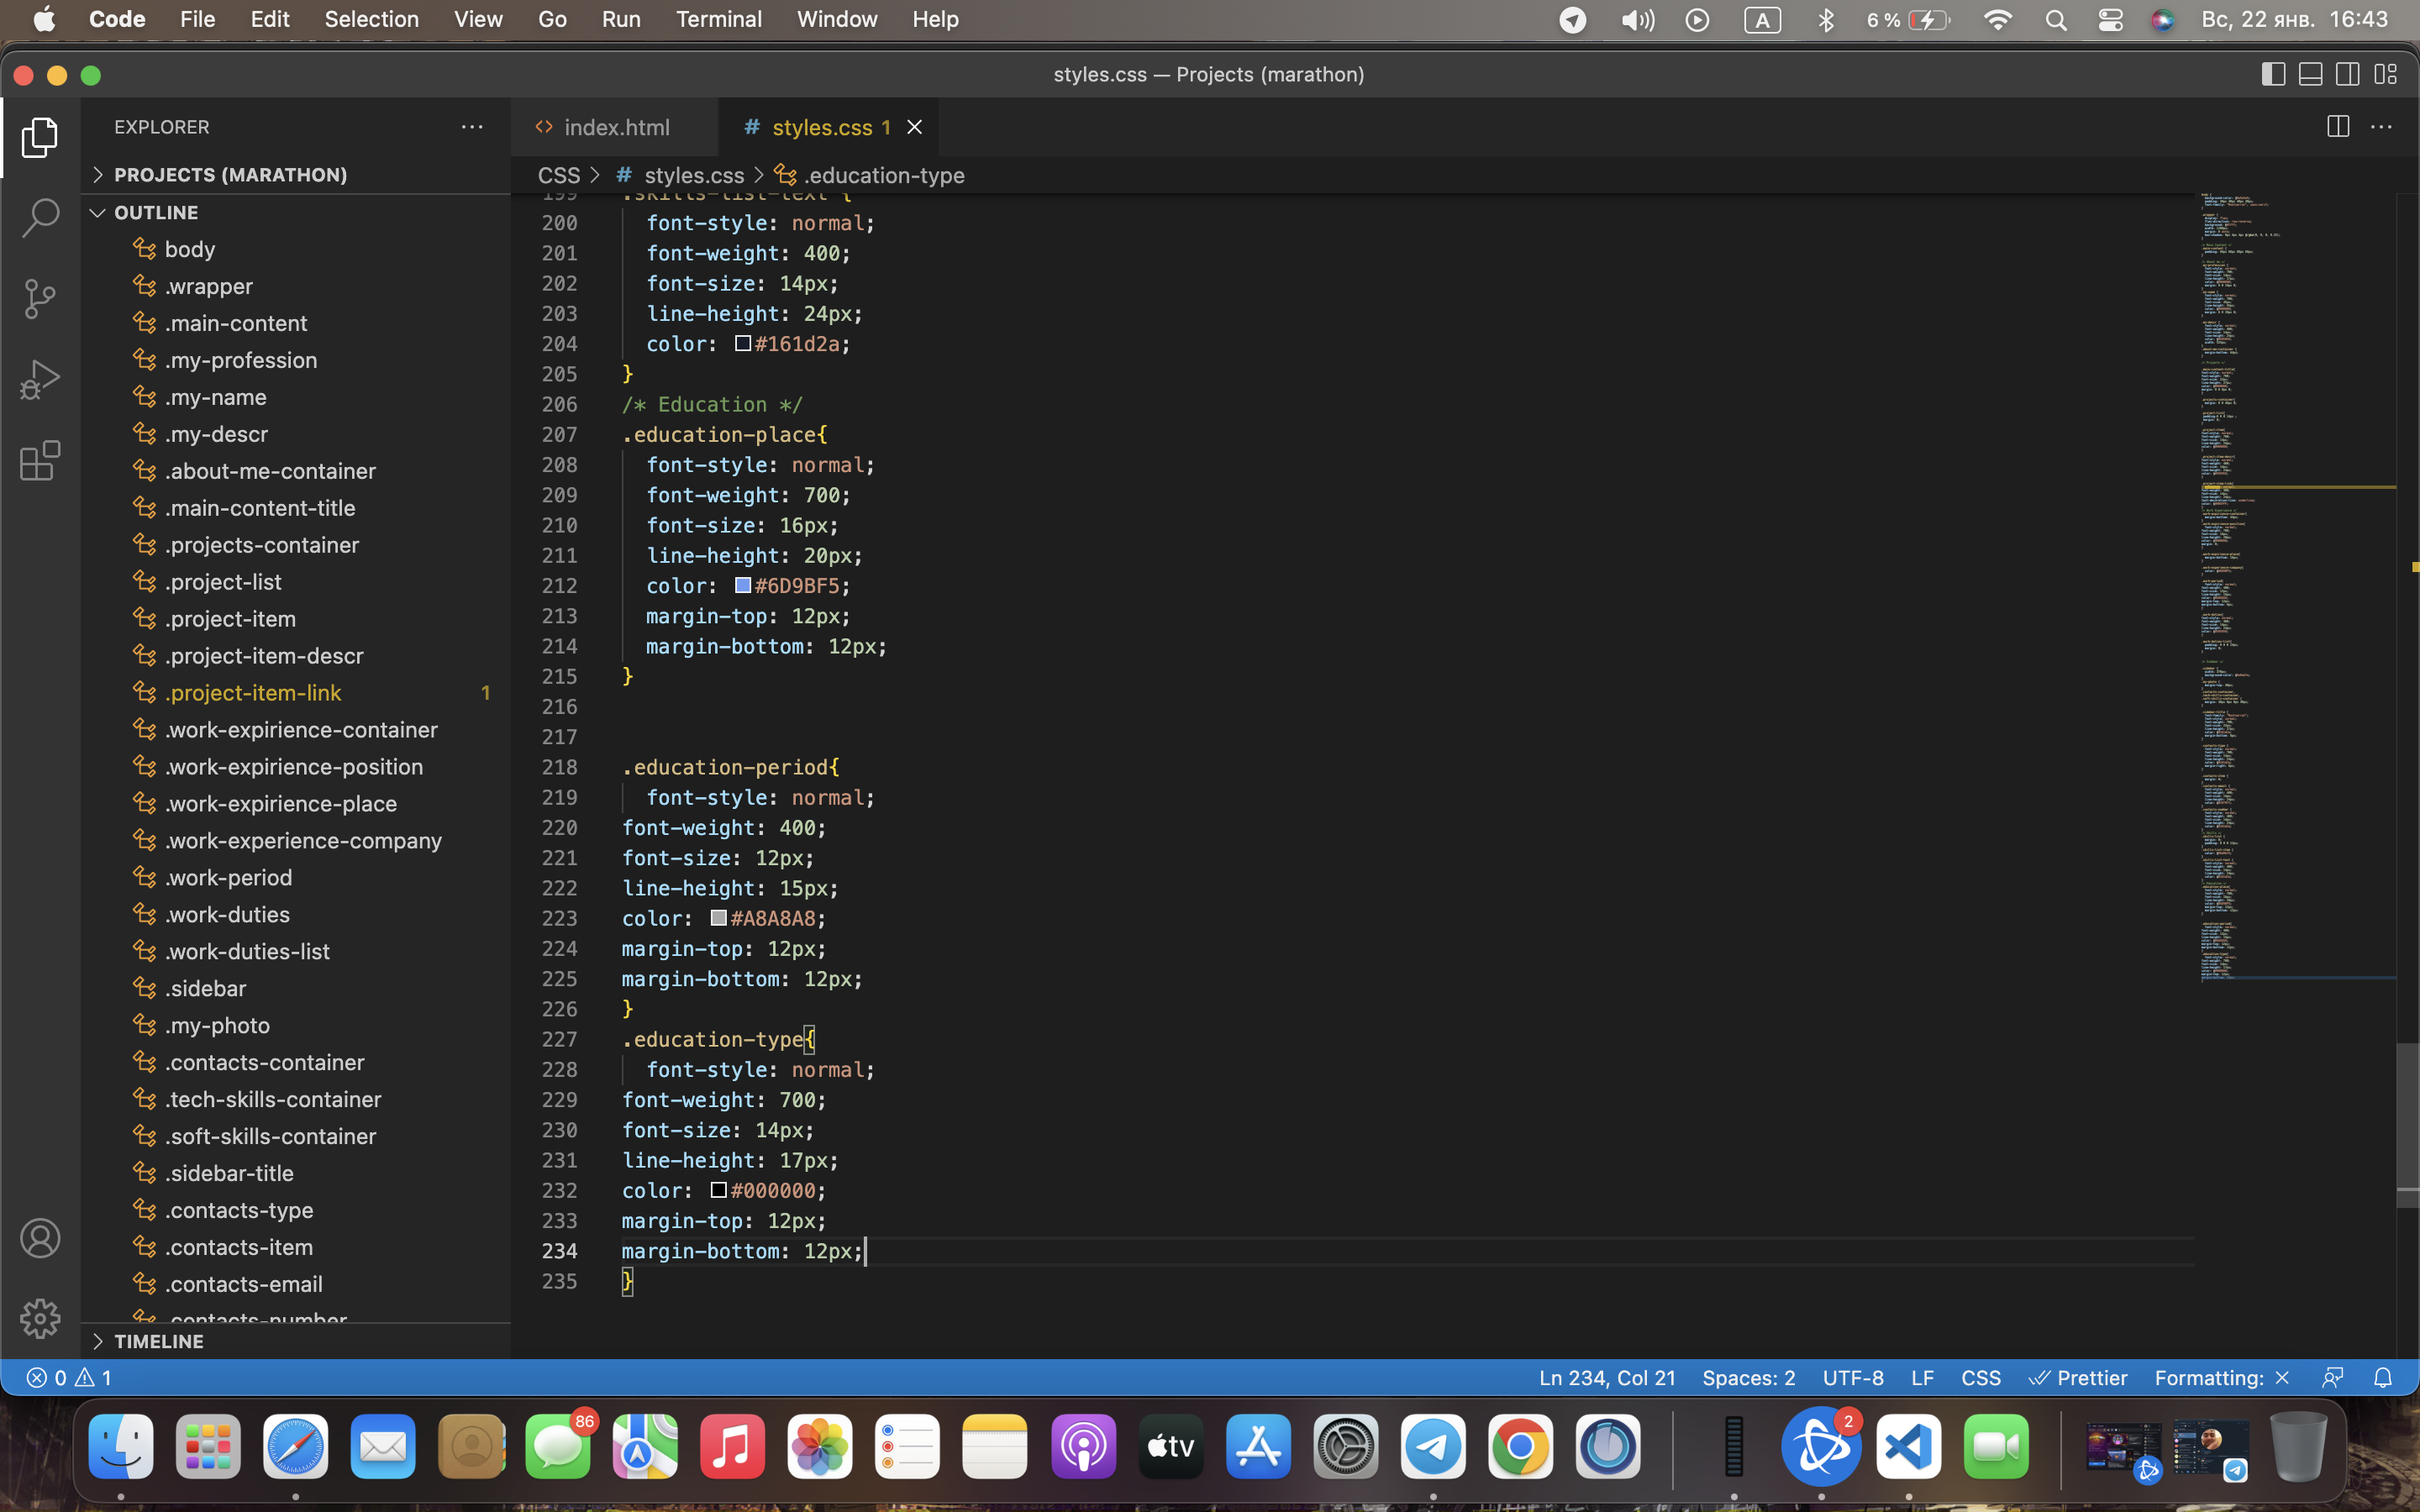 Code File Edit Selection View Go Run Terminal Window Help A 6 % Вс, 22 янв. 16:43
styles.css — Projects (marathon)
EXPLORER
PROJECTS (MARATHON)
OUTLINE
body
.wrapper
.main-content
.my-profession
.my-name
.my-descr
.about-me-container
.main-content-title
.projects-container
.project-list
.project-item
.project-item-descr
.project-item-link 1
.work-expirience-container
.work-expirience-position
.work-expirience-place
.work-experience-company
.work-period
.work-duties
.work-duties-list
.sidebar
.my-photo
.contacts-container
.tech-skills-container
.soft-skills-container
.sidebar-title
.contacts-type
.contacts-item
.contacts-email
.contacts-number
TIMELINE
index.html # styles.css 1
CSS > # styles.css > .education-type
199 .skills-list-text {
200 font-style: normal;
201 font-weight: 400;
202 font-size: 14px;
203 line-height: 24px;
204 color: #161d2a;
205 }
206 /* Education */
207 .education-place{
208 font-style: normal;
209 font-weight: 700;
210 font-size: 16px;
211 line-height: 20px;
212 color: #6D9BF5;
213 margin-top: 12px;
214 margin-bottom: 12px;
215 }
216
217
218 .education-period{
219 font-style: normal;
220 font-weight: 400;
221 font-size: 12px;
222 line-height: 15px;
223 color: #A8A8A8;
224 margin-top: 12px;
225 margin-bottom: 12px;
226 }
227 .education-type{
228 font-style: normal;
229 font-weight: 700;
230 font-size: 14px;
231 line-height: 17px;
232 color: #000000;
233 margin-top: 12px;
234 margin-bottom: 12px;
235 }
0 1 Ln 234, Col 21 Spaces: 2 UTF-8 LF CSS Prettier Formatting:
86 tv 2